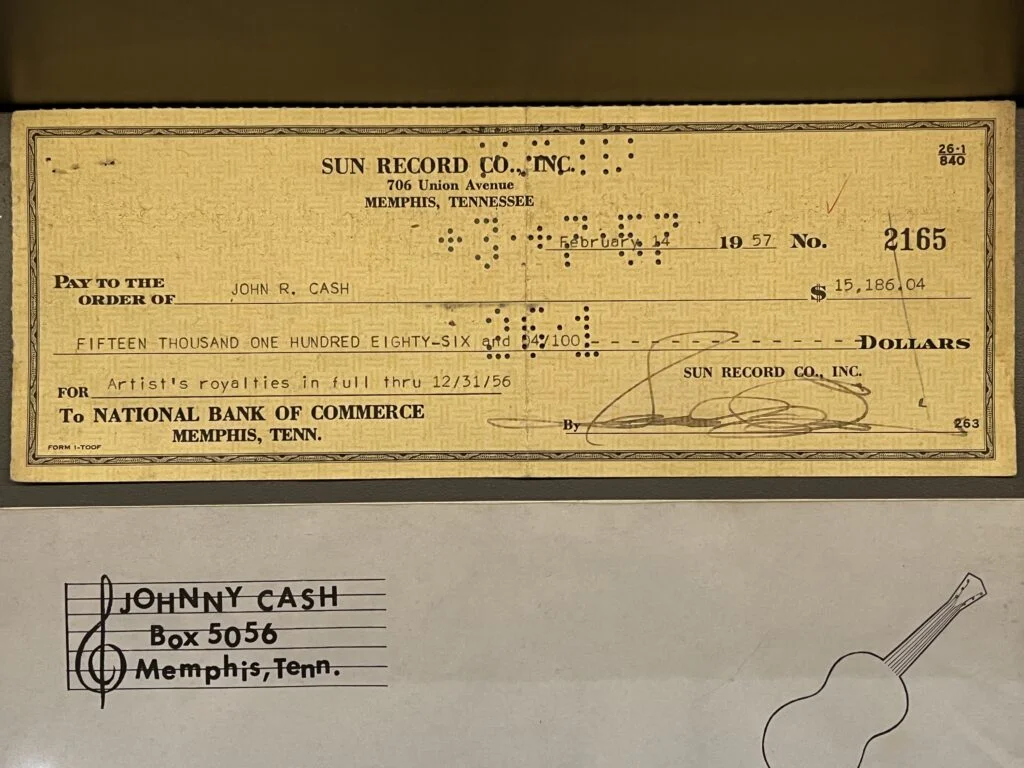 SUN RECORD CO., INC.
706 Union Avenue
MEMPHIS, TENNESSEE
26-1
840
February 14 19 57 No. 2165
PAY TO THE
ORDER OF JOHN R. CASH $ 15,186.04
FIFTEEN THOUSAND ONE HUNDRED EIGHTY-SIX and 04/100 - - - - - - - - - - - - - DOLLARS
FOR Artist's royalties in full thru 12/31/56
SUN RECORD CO., INC.
To NATIONAL BANK OF COMMERCE
MEMPHIS, TENN.
By
263
FORM 1-TOOF
JOHNNY CASH
Box 5056
Memphis, Tenn.